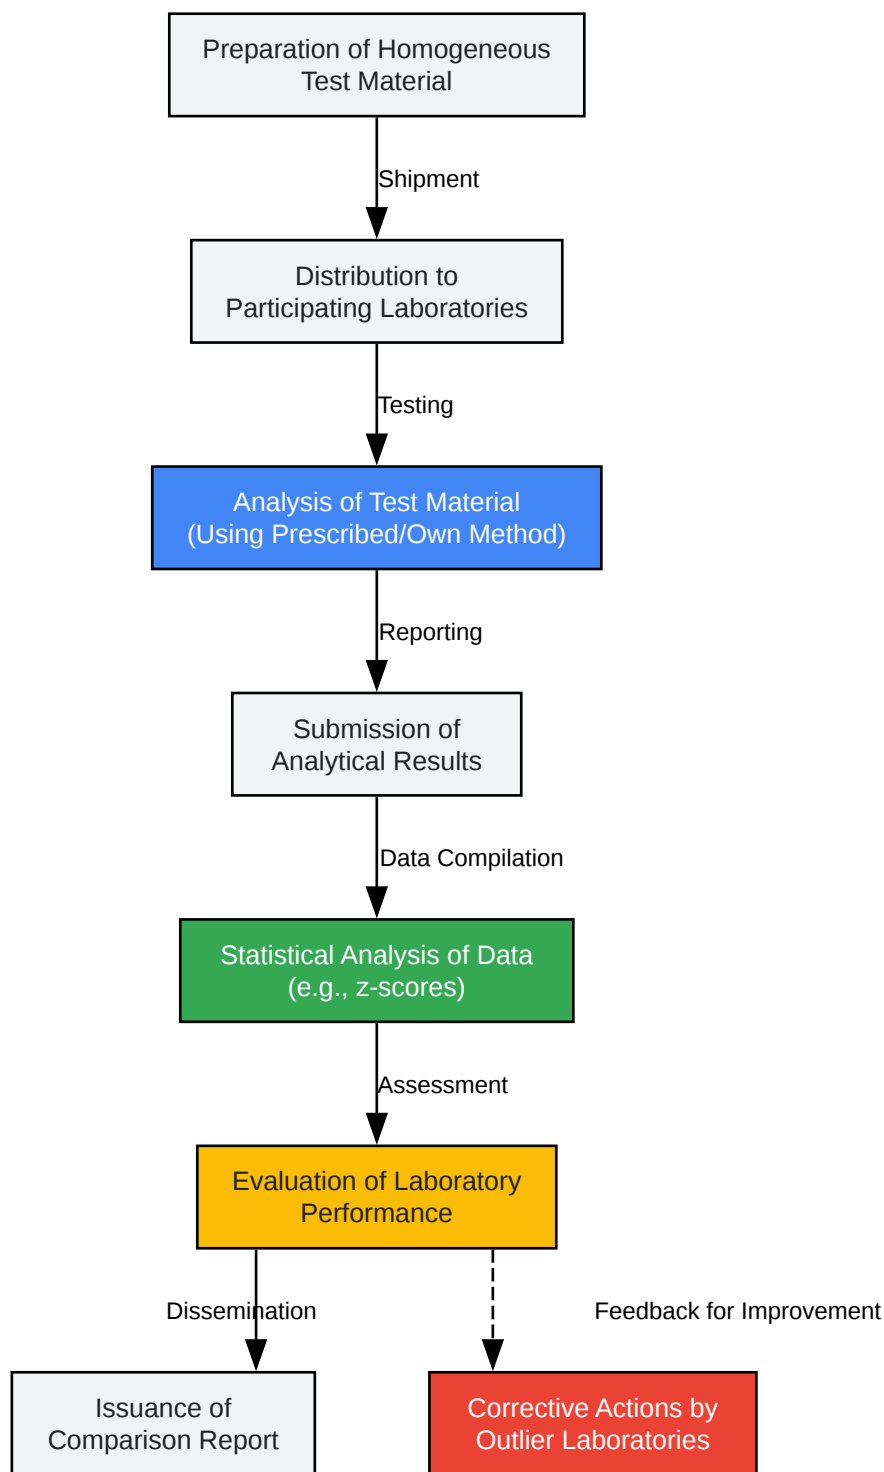 Preparation of Homogeneous
Test Material
Shipment
Distribution to
Participating Laboratories
Testing
Analysis of Test Material
(Using Prescribed/Own Method)
Reporting
Submission of
Analytical Results
Data Compilation
Statistical Analysis of Data
(e.g., z-scores)
Assessment
Evaluation of Laboratory
Performance
Dissemination
Feedback for Improvement
Issuance of
Comparison Report
Corrective Actions by
Outlier Laboratories